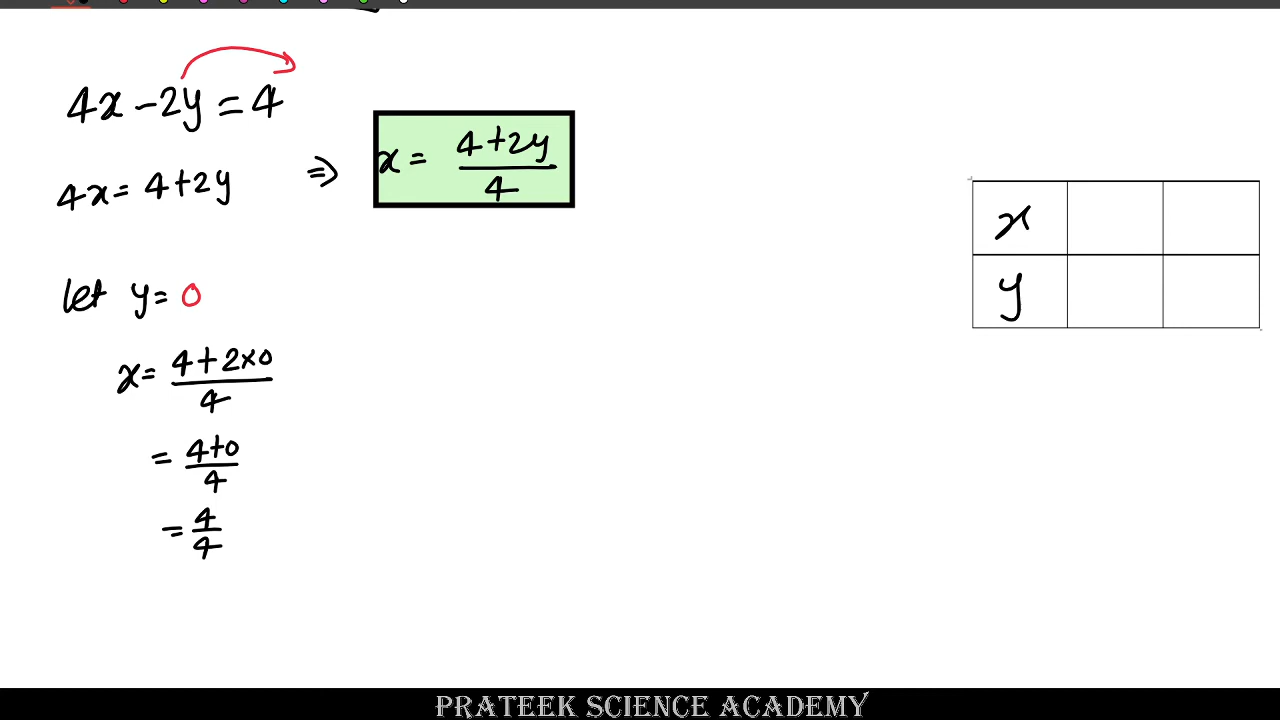 4x - 2y = 4
4x = 4 + 2y ⇒ x = (4 + 2y)/4
let y = 0
x = (4 + 2×0)/4
= (4 + 0)/4
= 4/4
x
y
PRATEEK SCIENCE ACADEMY